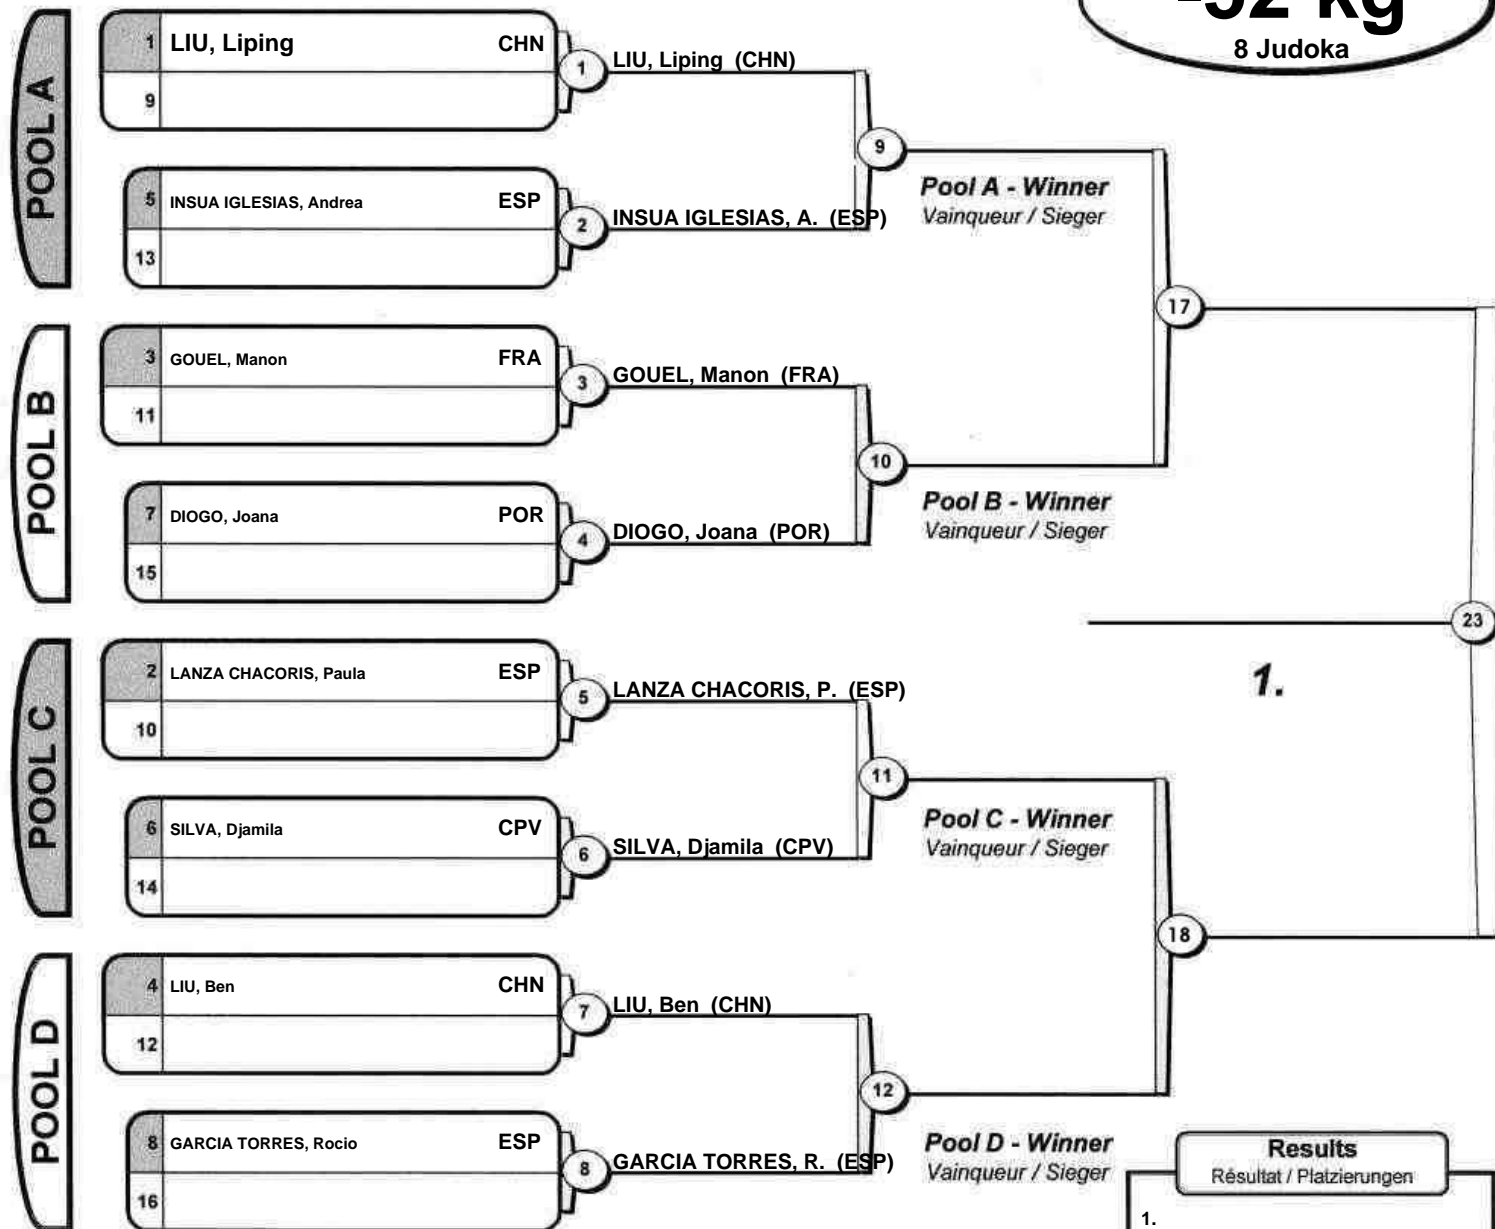 -52 kg
8 Judoka
POOL A
1 LIU, Liping CHN
9
1
LIU, Liping (CHN)
5 INSUA IGLESIAS, Andrea ESP
13
2
INSUA IGLESIAS, A. (ESP)
9
Pool A - Winner
Vainqueur / Sieger
17
POOL B
3 GOUEL, Manon FRA
11
3
GOUEL, Manon (FRA)
7 DIOGO, Joana POR
15
4
DIOGO, Joana (POR)
10
Pool B - Winner
Vainqueur / Sieger
23
1.
POOL C
2 LANZA CHACORIS, Paula ESP
10
5
LANZA CHACORIS, P. (ESP)
6 SILVA, Djamila CPV
14
6
SILVA, Djamila (CPV)
11
Pool C - Winner
Vainqueur / Sieger
18
POOL D
4 LIU, Ben CHN
12
7
LIU, Ben (CHN)
8 GARCIA TORRES, Rocio ESP
16
8
GARCIA TORRES, R. (ESP)
12
Pool D - Winner
Vainqueur / Sieger
Results
Résultat / Platzierungen
1.